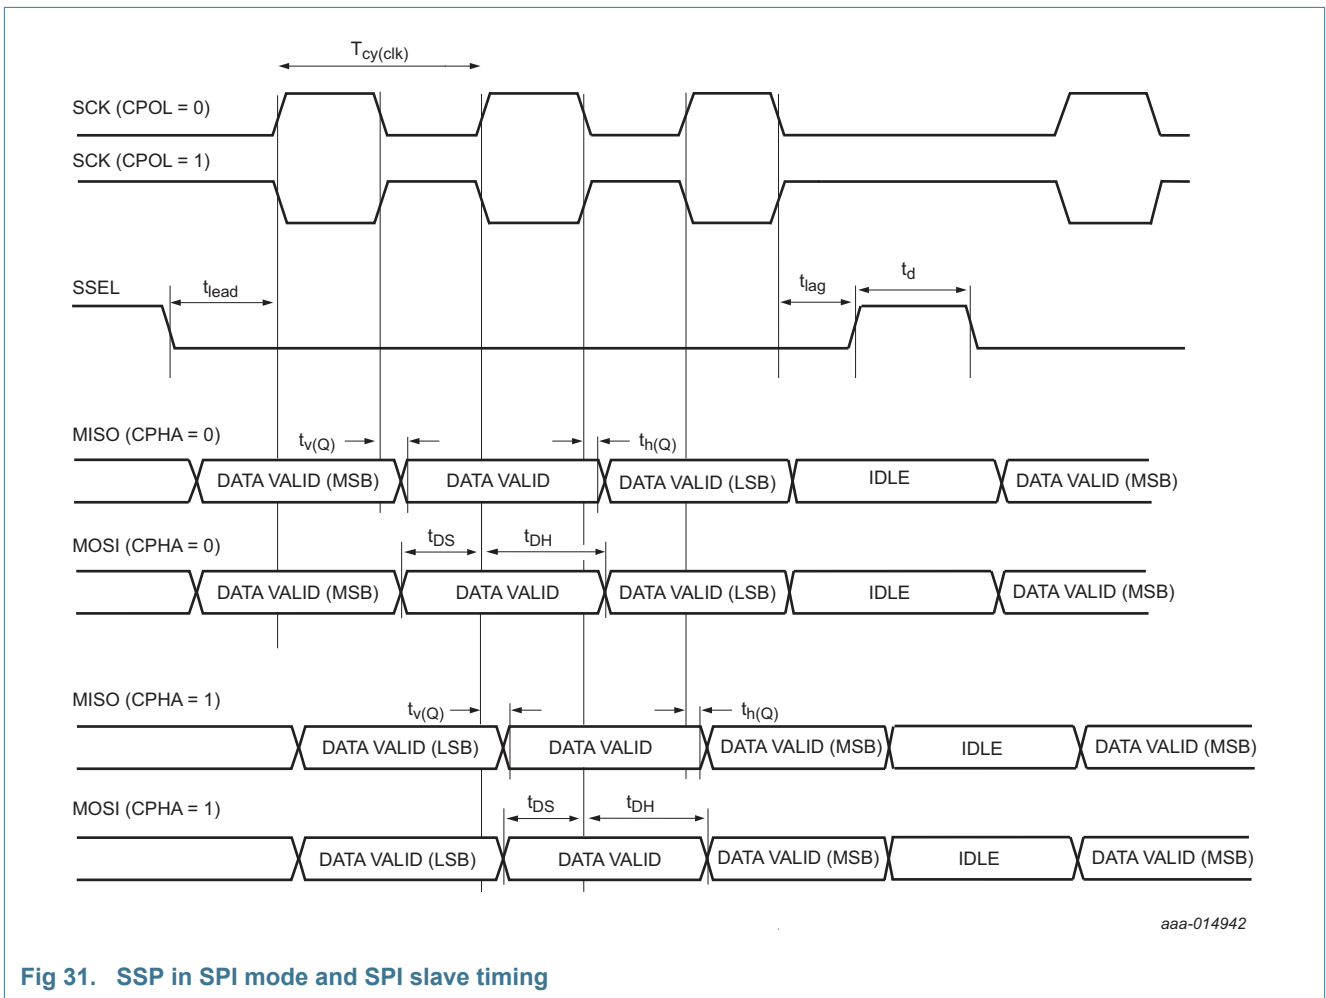 Tcy(clk)
SCK (CPOL = 0)
SCK (CPOL = 1)
SSEL
tlead
tlag
td
MISO (CPHA = 0)
tv(Q)
th(Q)
DATA VALID (MSB)
DATA VALID
DATA VALID (LSB)
IDLE
DATA VALID (MSB)
MOSI (CPHA = 0)
tDS
tDH
DATA VALID (MSB)
DATA VALID
DATA VALID (LSB)
IDLE
DATA VALID (MSB)
MISO (CPHA = 1)
tv(Q)
th(Q)
DATA VALID (LSB)
DATA VALID
DATA VALID (MSB)
IDLE
DATA VALID (MSB)
MOSI (CPHA = 1)
tDS
tDH
DATA VALID (LSB)
DATA VALID
DATA VALID (MSB)
IDLE
DATA VALID (MSB)
aaa-014942
Fig 31. SSP in SPI mode and SPI slave timing